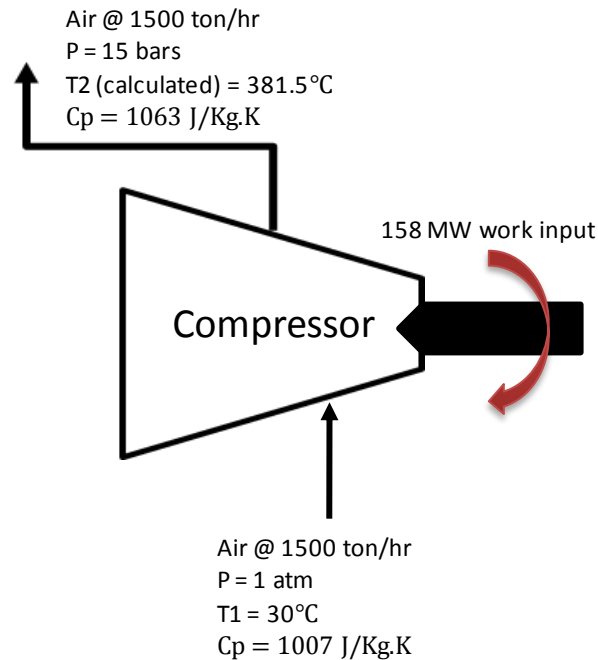 Air @ 1500 ton/hr
P = 15 bars
T2 (calculated) = 381.5℃
Cp = 1063 J/Kg.K
158 MW work input
Compressor
Air @ 1500 ton/hr
P = 1 atm
T1 = 30℃
Cp = 1007 J/Kg.K